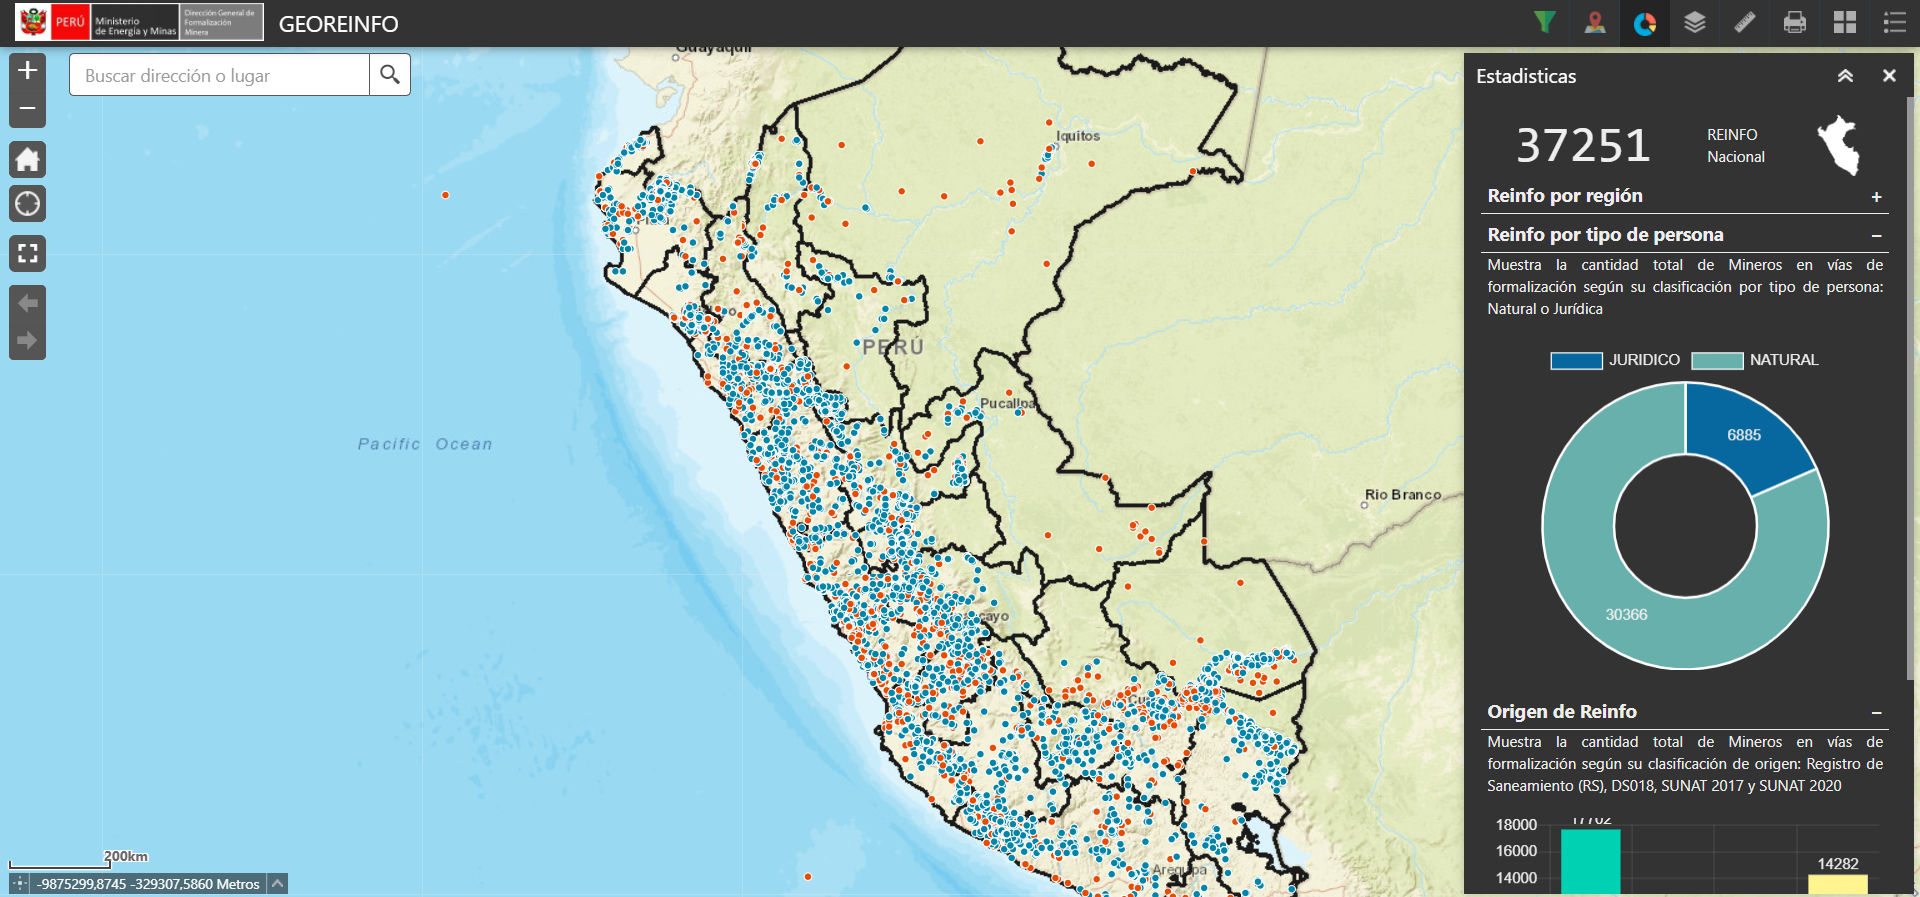 PERÚ
Ministerio
de Energía y Minas
Dirección General de
Formalización
Minera
GEOREINFO
Buscar dirección o lugar
Guayaquil
Iquitos
PERÚ
Pucallpa
Pacific Ocean
Rio Branco
Arequipa
200km
-9875299,8745 -329307,5860 Metros
Estadisticas
37251
REINFO
Nacional
Reinfo por región
Reinfo por tipo de persona
Muestra la cantidad total de Mineros en vías de
formalización según su clasificación por tipo de persona:
Natural o Jurídica
JURIDICO NATURAL
6885
30366
Origen de Reinfo
Muestra la cantidad total de Mineros en vías de
formalización según su clasificación de origen: Registro de
Saneamiento (RS), DS018, SUNAT 2017 y SUNAT 2020
17762
18000
16000
14282
14000